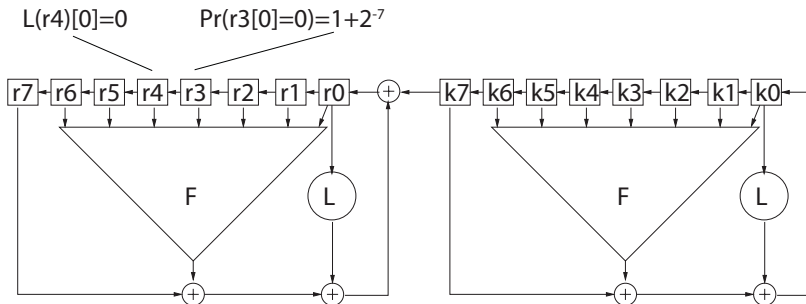 L(r4)[0]=0 Pr(r3[0]=0)=1+2⁻⁷
r7 r6 r5 r4 r3 r2 r1 r0 + k7 k6 k5 k4 k3 k2 k1 k0
F L F L
+ + + +